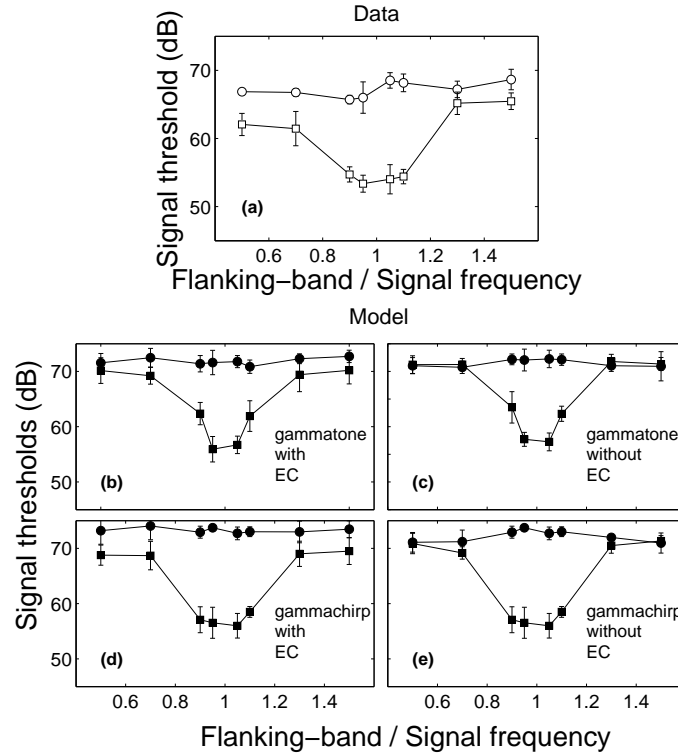 Data
Signal threshold (dB)
70
60
50
(a)
0.6 0.8 1 1.2 1.4
Flanking−band / Signal frequency
Model
Signal thresholds (dB)
70
60
50
gammatone
with
EC
(b)
gammatone
without
EC
(c)
70
60
50
gammachirp
with
EC
(d)
gammachirp
without
EC
(e)
0.6 0.8 1 1.2 1.4
0.6 0.8 1 1.2 1.4
Flanking−band / Signal frequency